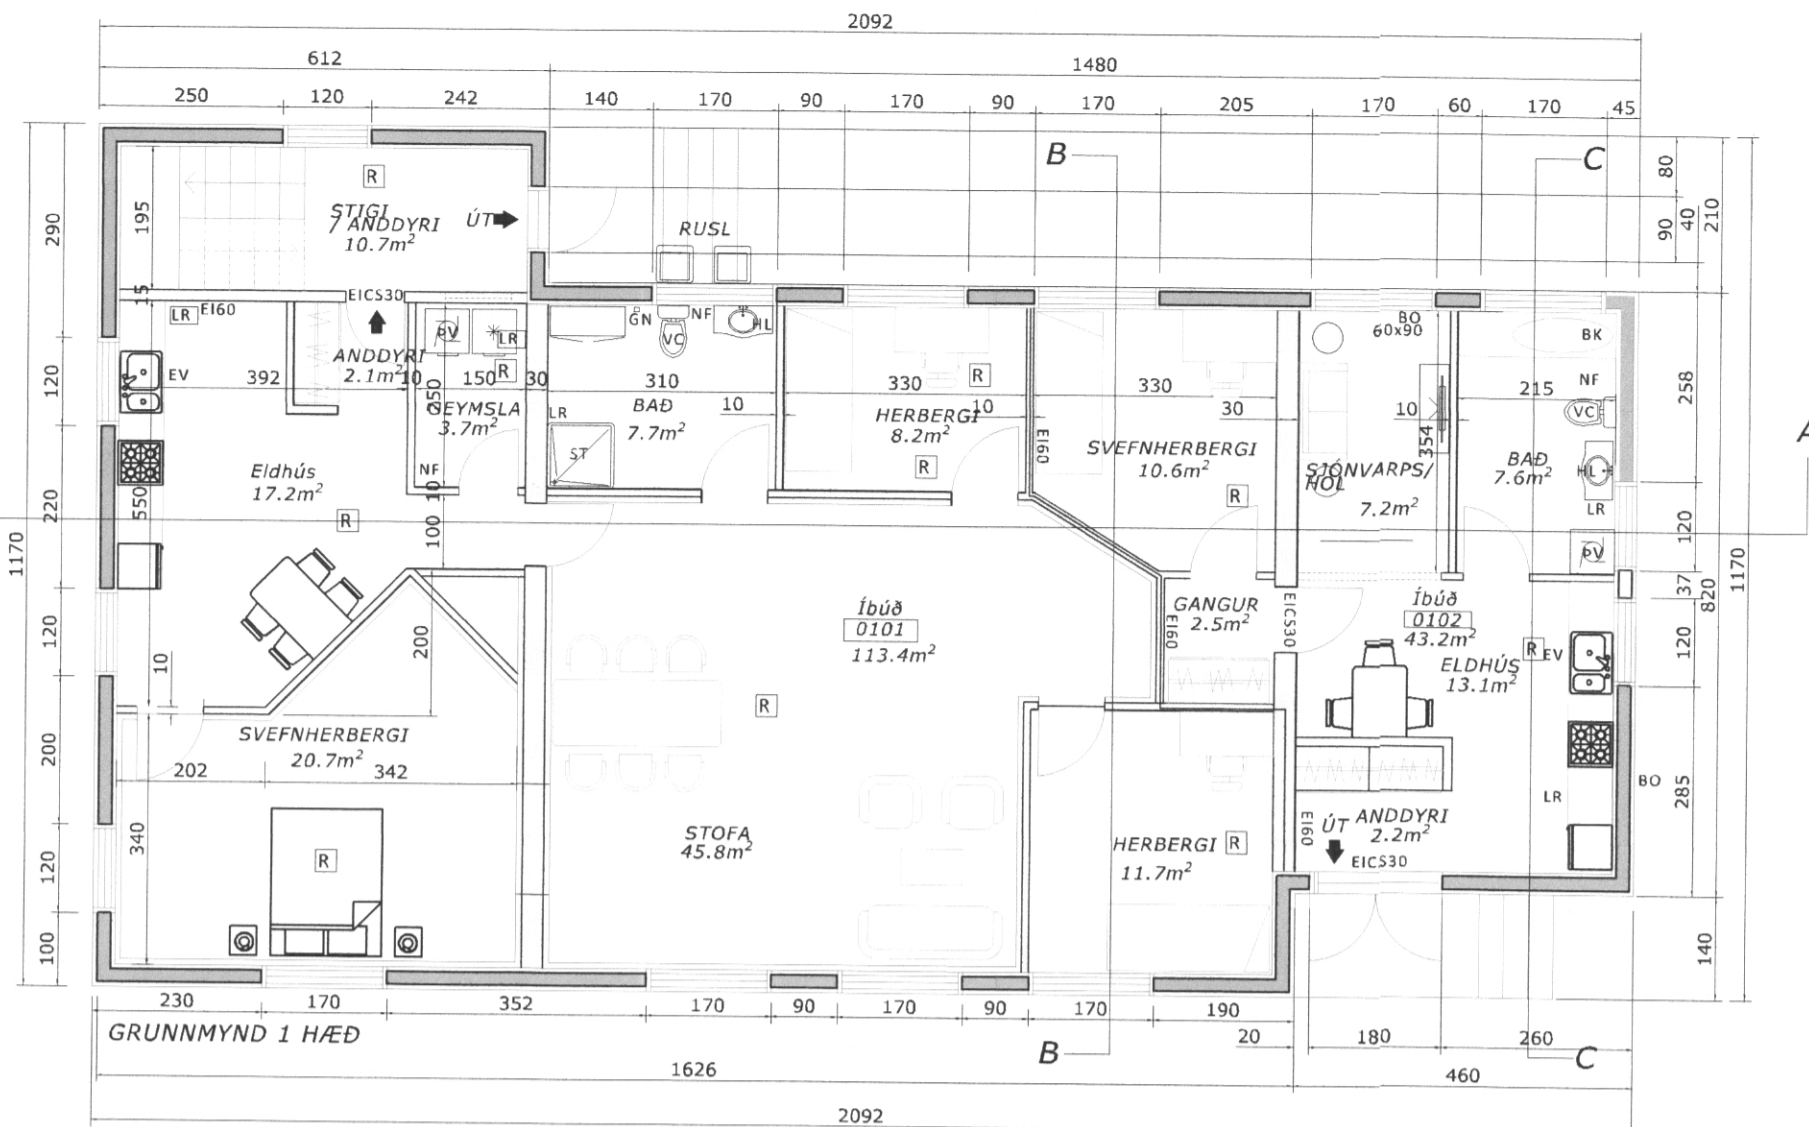 2092
612 1480
250 120 242 140 170 90 170 90 170 205 170 60 170 45
B C
80
R
195
STIGI
/ ANDDYRI
10.7m²
ÚT
RUSL
290
90 40 210
15 EICS30
LR EI60
GN NF HL
BO
60x90
BK
ÞV LR
VC
ANDDYRI
2.1m²
10
120
EV 392
150 30
R
250
310
330
R
330
215
NF
258
GEYMSLA
3.7m²
LR
BAÐ
7.7m²
10
HERBERGI
8.2m²
10
30
10
VC
EI60
354
A
SVEFNHERBERGI
10.6m²
ST
R
Eldhús
17.2m²
NF
SJÓNVARPS/
HOL
7.2m²
BAÐ
7.6m²
HL
R
LR
550
220
10
R
100
120
ÞV
1170
37
820
1170
Íbúð
0101
113.4m²
GANGUR
2.5m²
EI60
EICS30
Íbúð
0102
43.2m²
120
200
R EV
ELDHÚS
13.1m²
120
10
R
SVEFNHERBERGI
20.7m²
200
202 342
BO
285
LR
340
STOFA
45.8m²
HERBERGI
11.7m²
R
EI60
ÚT
ANDDYRI
2.2m²
EICS30
R
120
100
140
230 170 352 170 90 170 90 170 190
GRUNNMYND 1 HÆÐ
20 180 260
B C
1626 460
2092